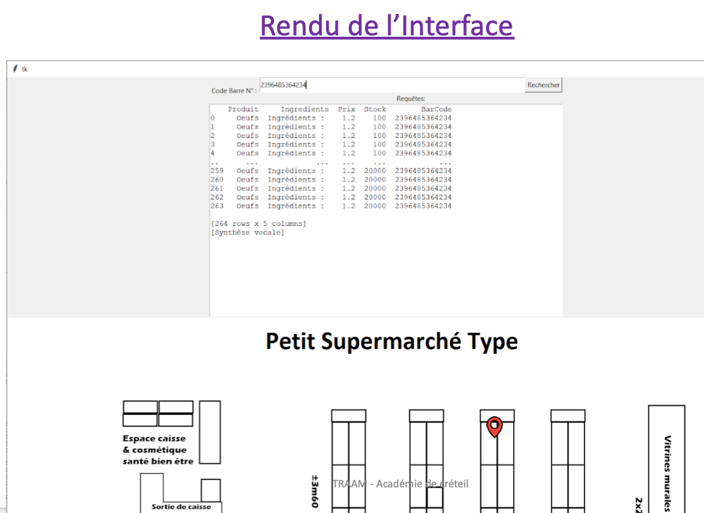 Rendu de l'Interface
tk
Code Barre N° : 2396485364234 Rechercher
Requêtes:
Produit Ingredients Prix Stock BarCode
0 Oeufs Ingrédients : 1.2 100 2396485364234
1 Oeufs Ingrédients : 1.2 100 2396485364234
2 Oeufs Ingrédients : 1.2 100 2396485364234
3 Oeufs Ingrédients : 1.2 100 2396485364234
4 Oeufs Ingrédients : 1.2 100 2396485364234
.. ... ... ... ... ...
259 Oeufs Ingrédients : 1.2 20000 2396485364234
260 Oeufs Ingrédients : 1.2 20000 2396485364234
261 Oeufs Ingrédients : 1.2 20000 2396485364234
262 Oeufs Ingrédients : 1.2 20000 2396485364234
263 Oeufs Ingrédients : 1.2 20000 2396485364234
[264 rows x 5 columns]
[Synthèse vocale]
Petit Supermarché Type
Espace caisse
& cosmétique
santé bien être
Sortie de caisse
±3m60
TRAAM - Académie de créteil
Vitrines murales